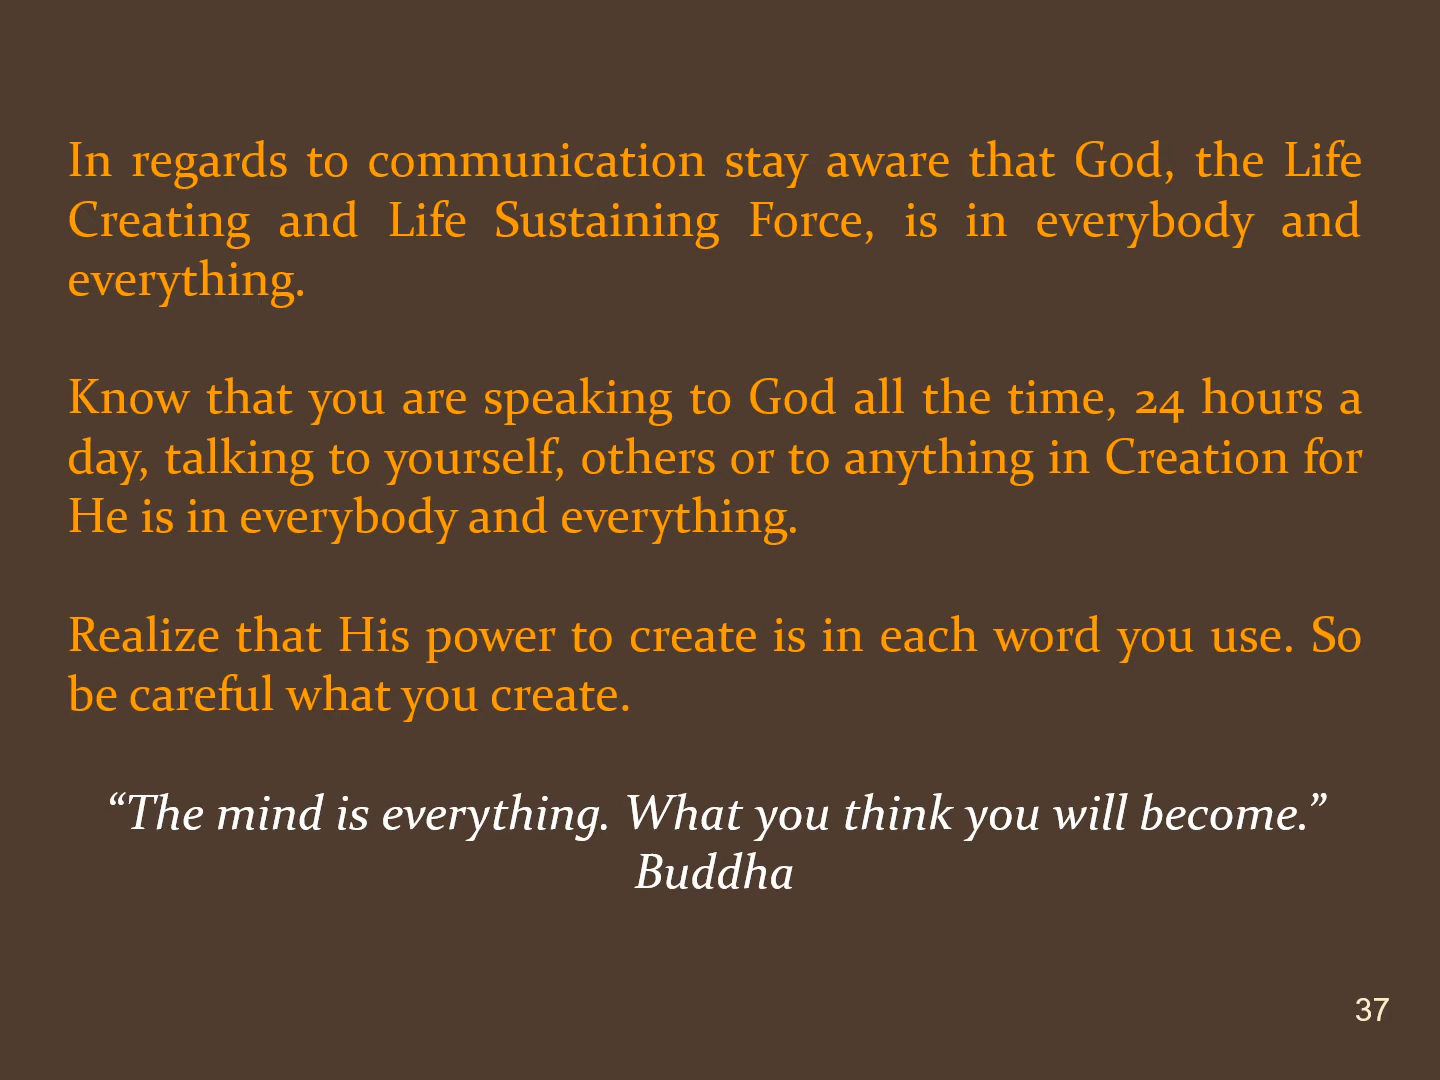 In regards to communication stay aware that God, the Life
Creating and Life Sustaining Force, is in everybody and
everything.
Know that you are speaking to God all the time, 24 hours a
day, talking to yourself, others or to anything in Creation for
He is in everybody and everything.
Realize that His power to create is in each word you use. So
be careful what you create.
“The mind is everything. What you think you will become.”
Buddha
37